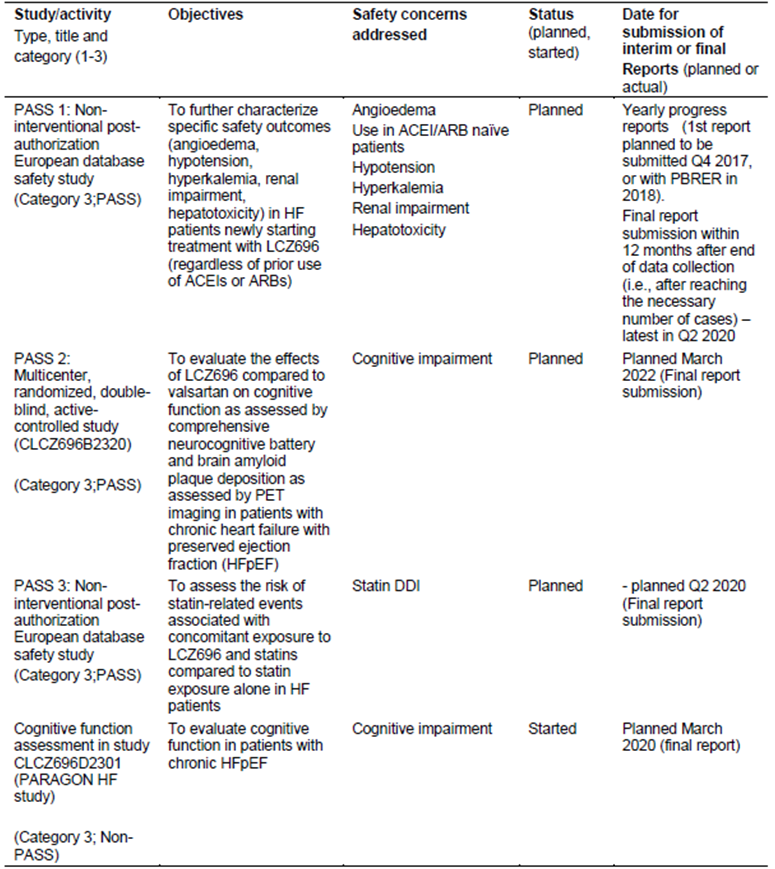 Study/activity
Type, title and
category (1-3)
Objectives
Safety concerns
addressed
Status
(planned,
started)
Date for
submission of
interim or final
Reports (planned or
actual)
PASS 1: Non-
interventional post-
authorization
European database
safety study
(Category 3;PASS)
To further characterize
specific safety outcomes
(angioedema,
hypotension,
hyperkalemia, renal
impairment,
hepatotoxicity) in HF
patients newly starting
treatment with LCZ696
(regardless of prior use
of ACEIs or ARBs)
Angioedema
Use in ACEI/ARB naïve
patients
Hypotension
Hyperkalemia
Renal impairment
Hepatotoxicity
Planned
Yearly progress
reports (1st report
planned to be
submitted Q4 2017,
or with PBRER in
2018).
Final report
submission within
12 months after end
of data collection
(i.e., after reaching
the necessary
number of cases) –
latest in Q2 2020
PASS 2:
Multicenter,
randomized, double-
blind, active-
controlled study
(CLCZ696B2320)
(Category 3;PASS)
To evaluate the effects
of LCZ696 compared to
valsartan on cognitive
function as assessed by
comprehensive
neurocognitive battery
and brain amyloid
plaque deposition as
assessed by PET
imaging in patients with
chronic heart failure with
preserved ejection
fraction (HFpEF)
Cognitive impairment
Planned
Planned March
2022 (Final report
submission)
PASS 3: Non-
interventional post-
authorization
European database
safety study
(Category 3;PASS)
To assess the risk of
statin-related events
associated with
concomitant exposure to
LCZ696 and statins
compared to statin
exposure alone in HF
patients
Statin DDI
Planned
- planned Q2 2020
(Final report
submission)
Cognitive function
assessment in study
CLCZ696D2301
(PARAGON HF
study)
(Category 3; Non-
PASS)
To evaluate cognitive
function in patients with
chronic HFpEF
Cognitive impairment
Started
Planned March
2020 (final report)